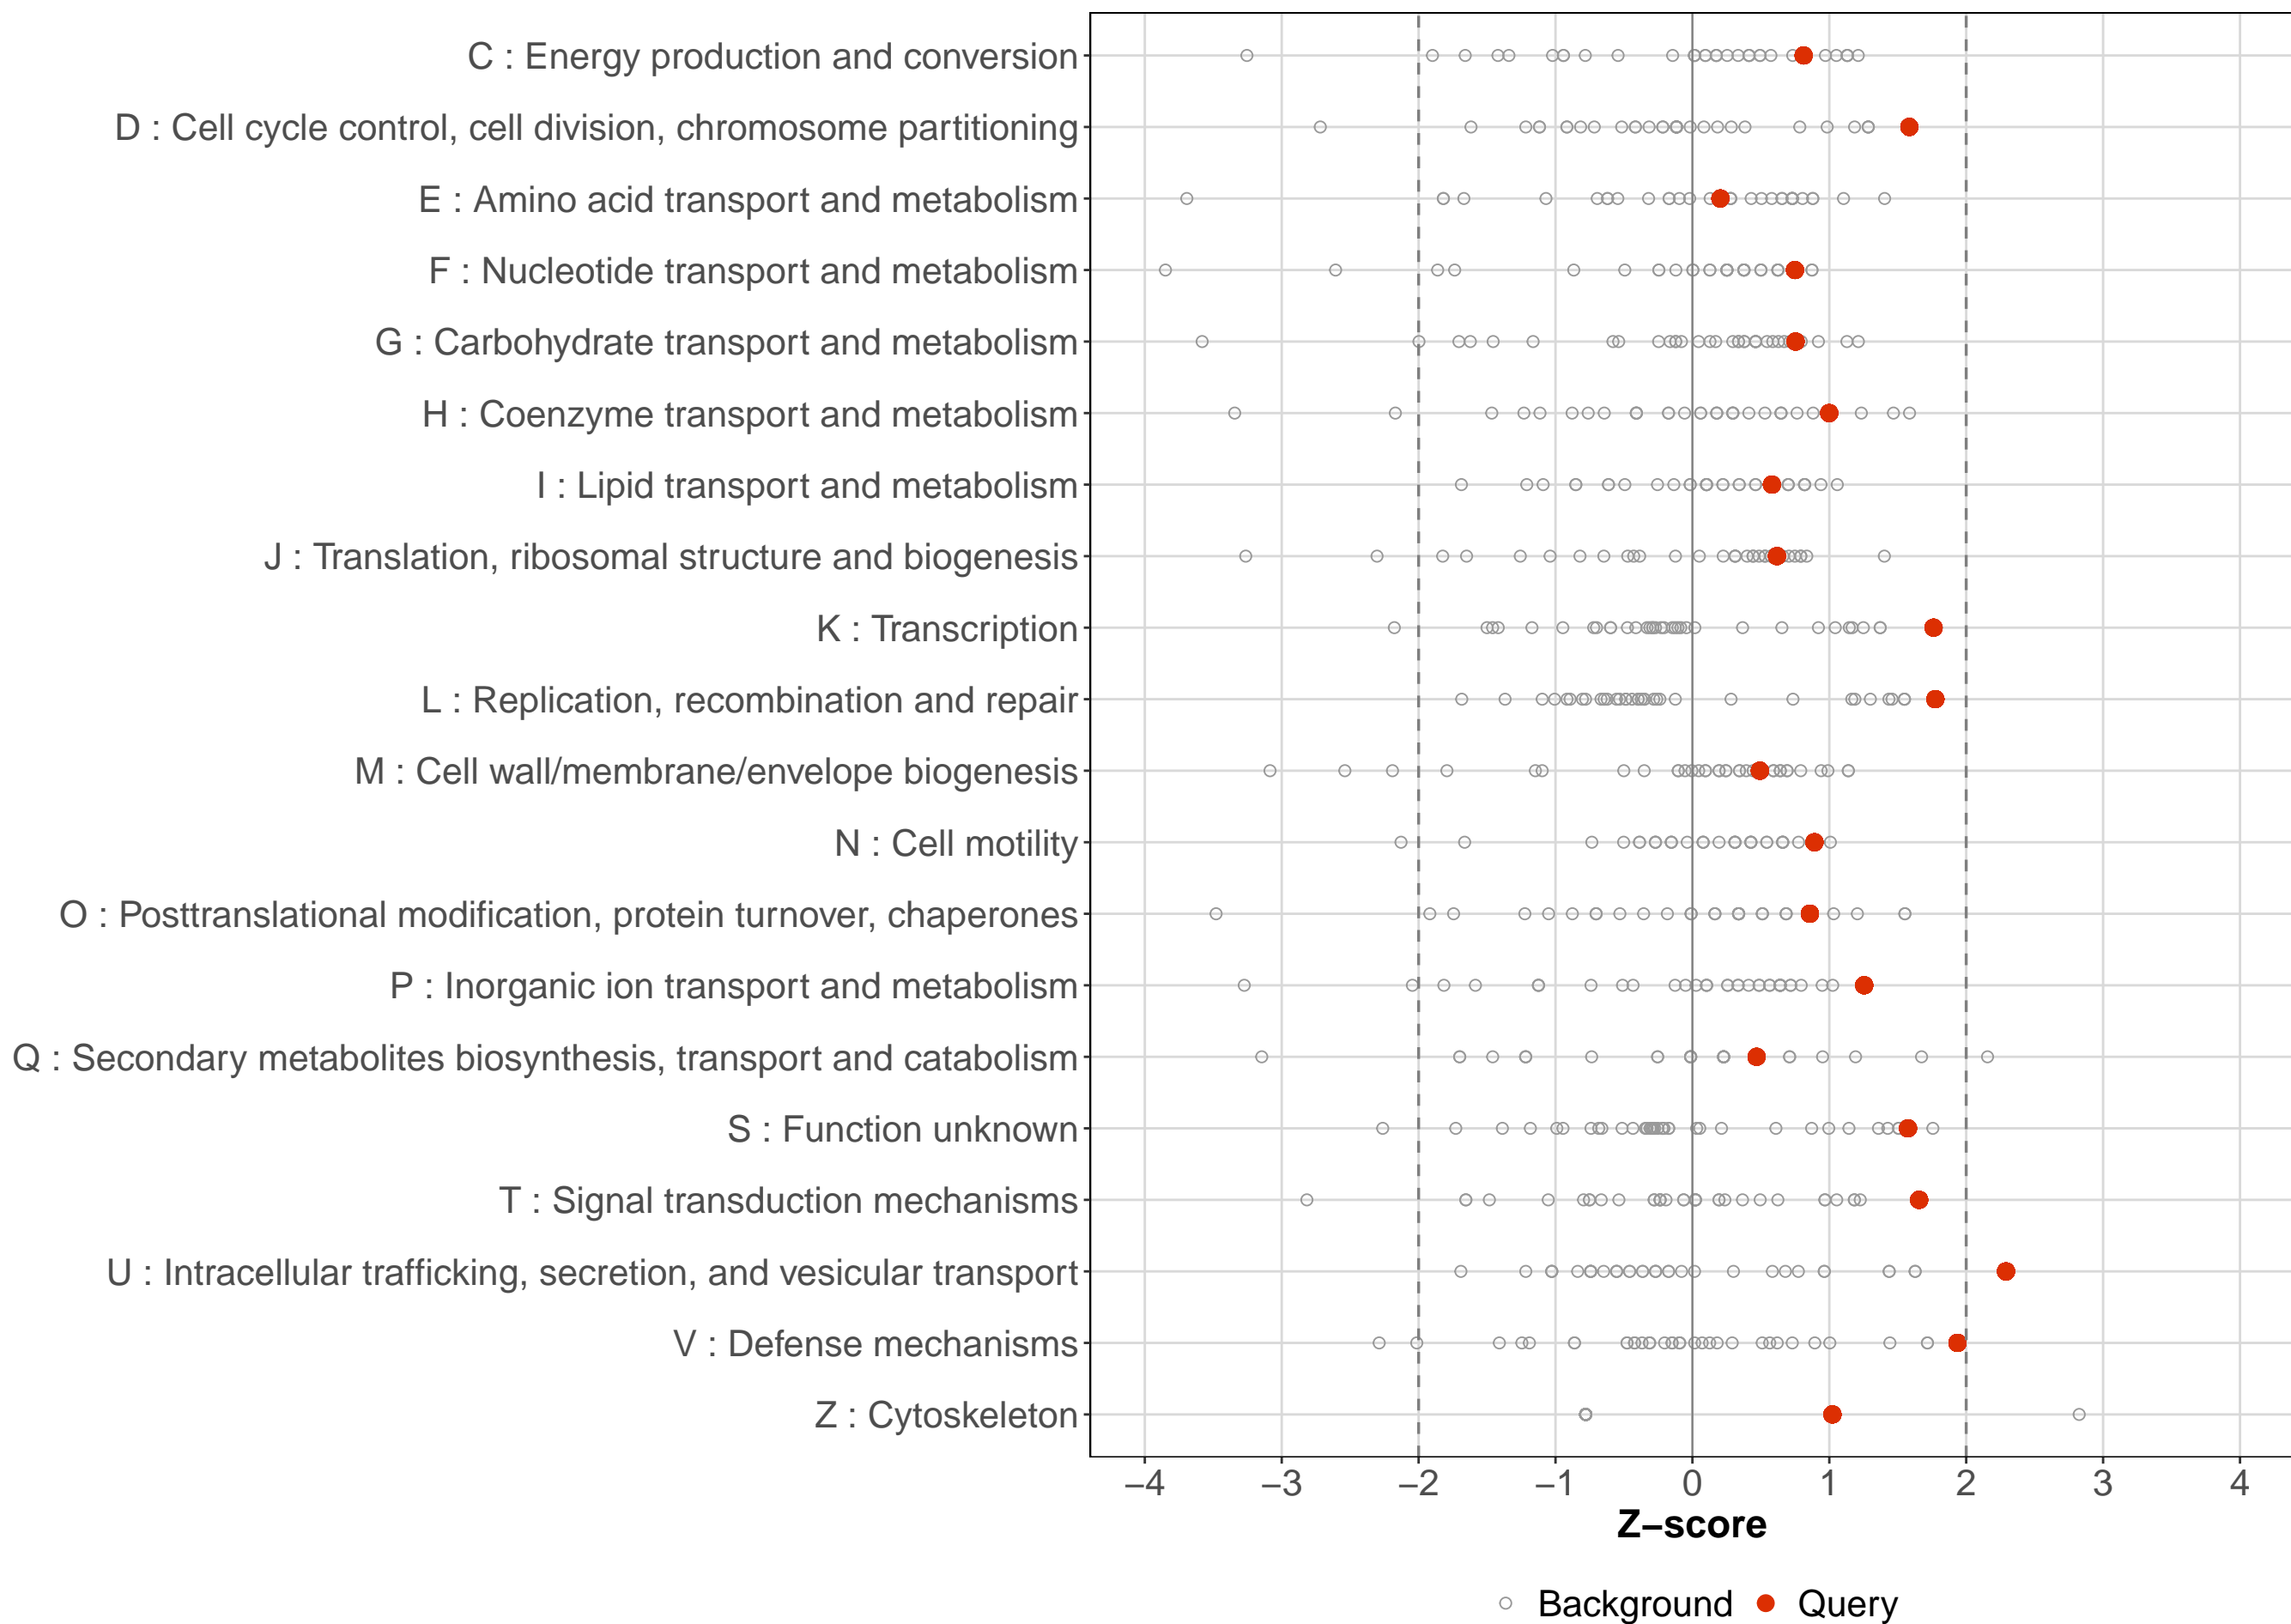 C : Energy production and conversion
D : Cell cycle control, cell division, chromosome partitioning
E : Amino acid transport and metabolism
F : Nucleotide transport and metabolism
G : Carbohydrate transport and metabolism
H : Coenzyme transport and metabolism
I : Lipid transport and metabolism
J : Translation, ribosomal structure and biogenesis
K : Transcription
L : Replication, recombination and repair
M : Cell wall/membrane/envelope biogenesis
N : Cell motility
O : Posttranslational modification, protein turnover, chaperones
P : Inorganic ion transport and metabolism
Q : Secondary metabolites biosynthesis, transport and catabolism
S : Function unknown
T : Signal transduction mechanisms
U : Intracellular trafficking, secretion, and vesicular transport
V : Defense mechanisms
Z : Cytoskeleton
−4 −3 −2 −1 0 1 2 3 4
Z−score
Background Query